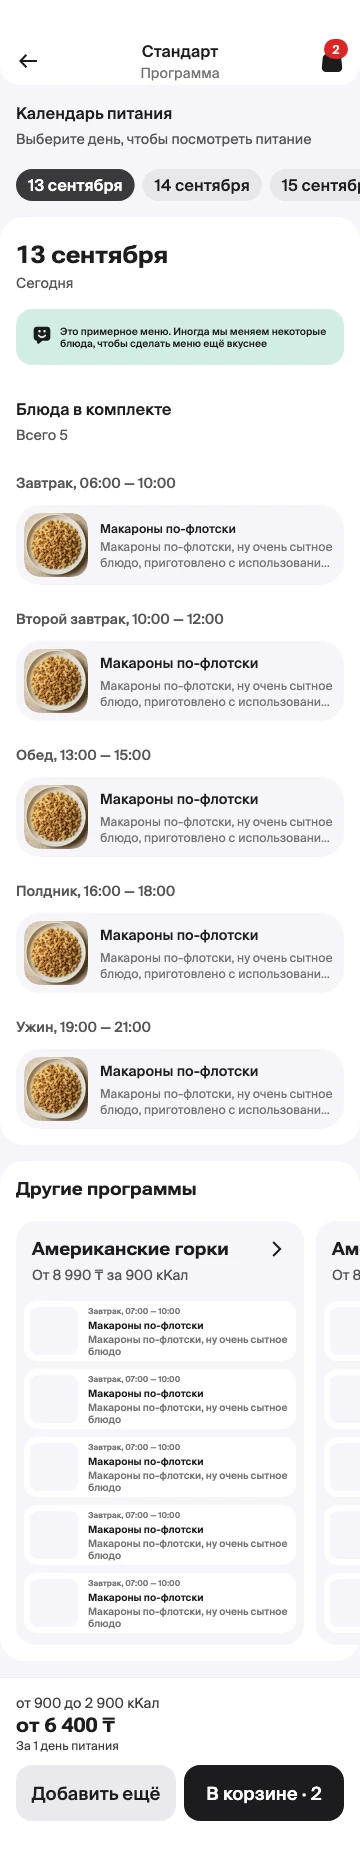 Стандарт
Программа
2
Календарь питания
Выберите день, чтобы посмотреть питание
13 сентября
14 сентября
15 сентябр
13 сентября
Сегодня
Это примерное меню. Иногда мы меняем некоторые
блюда, чтобы сделать меню ещё вкуснее
Блюда в комплекте
Всего 5
Завтрак, 06:00 – 10:00
Макароны по-флотски
Макароны по-флотски, ну очень сытное
блюдо, приготовлено с использовани...
Второй завтрак, 10:00 – 12:00
Макароны по-флотски
Макароны по-флотски, ну очень сытное
блюдо, приготовлено с использовани...
Обед, 13:00 – 15:00
Макароны по-флотски
Макароны по-флотски, ну очень сытное
блюдо, приготовлено с использовани...
Полдник, 16:00 – 18:00
Макароны по-флотски
Макароны по-флотски, ну очень сытное
блюдо, приготовлено с использовани...
Ужин, 19:00 – 21:00
Макароны по-флотски
Макароны по-флотски, ну очень сытное
блюдо, приготовлено с использовани...
Другие программы
Американские горки
От 8 990 ₸ за 900 кКал
Завтрак, 07:00 – 10:00
Макароны по-флотски
Макароны по-флотски, ну очень сытное
блюдо
Завтрак, 07:00 – 10:00
Макароны по-флотски
Макароны по-флотски, ну очень сытное
блюдо
Завтрак, 07:00 – 10:00
Макароны по-флотски
Макароны по-флотски, ну очень сытное
блюдо
Завтрак, 07:00 – 10:00
Макароны по-флотски
Макароны по-флотски, ну очень сытное
блюдо
Завтрак, 07:00 – 10:00
Макароны по-флотски
Макароны по-флотски, ну очень сытное
блюдо
Ам
От 8
от 900 до 2 900 кКал
от 6 400 ₸
За 1 день питания
Добавить ещё
В корзине · 2